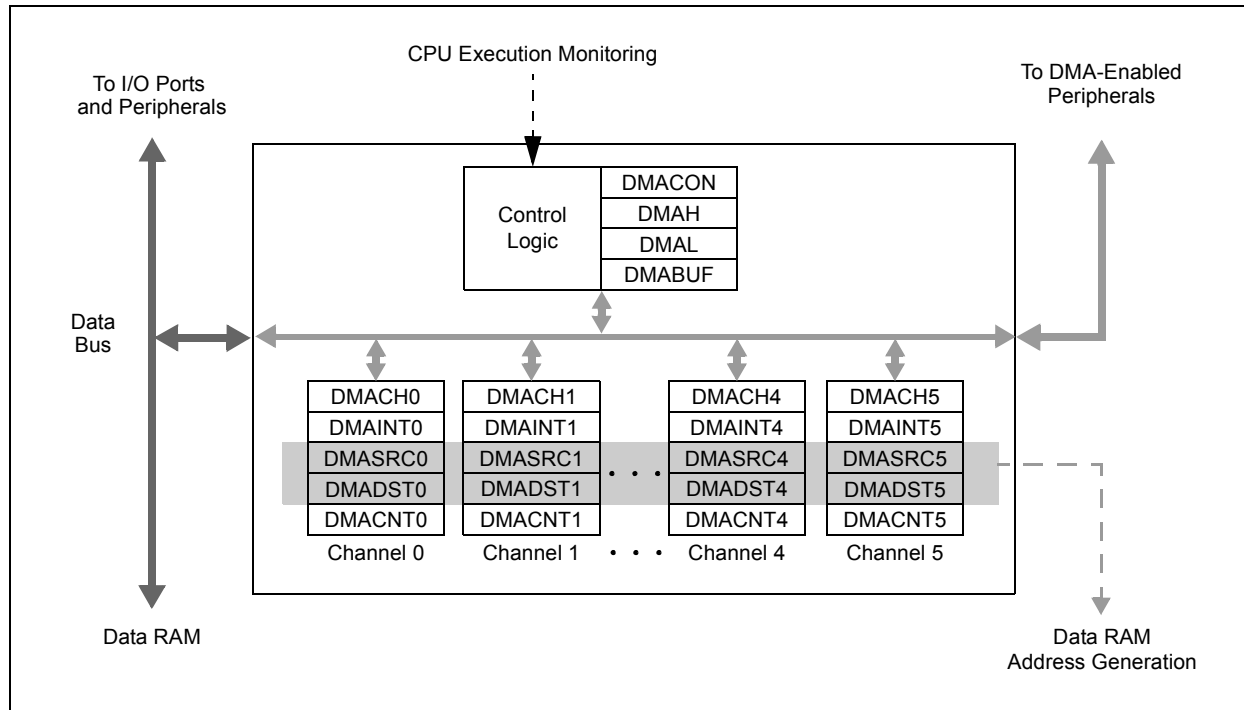 CPU Execution Monitoring
To I/O Ports
and Peripherals
To DMA-Enabled
Peripherals
Control
Logic
DMACON
DMAH
DMAL
DMABUF
Data
Bus
DMACH0
DMAINT0
DMASRC0
DMADST0
DMACNT0
Channel 0
DMACH1
DMAINT1
DMASRC1
DMADST1
DMACNT1
Channel 1
• • •
• • •
DMACH4
DMAINT4
DMASRC4
DMADST4
DMACNT4
Channel 4
DMACH5
DMAINT5
DMASRC5
DMADST5
DMACNT5
Channel 5
Data RAM
Data RAM
Address Generation